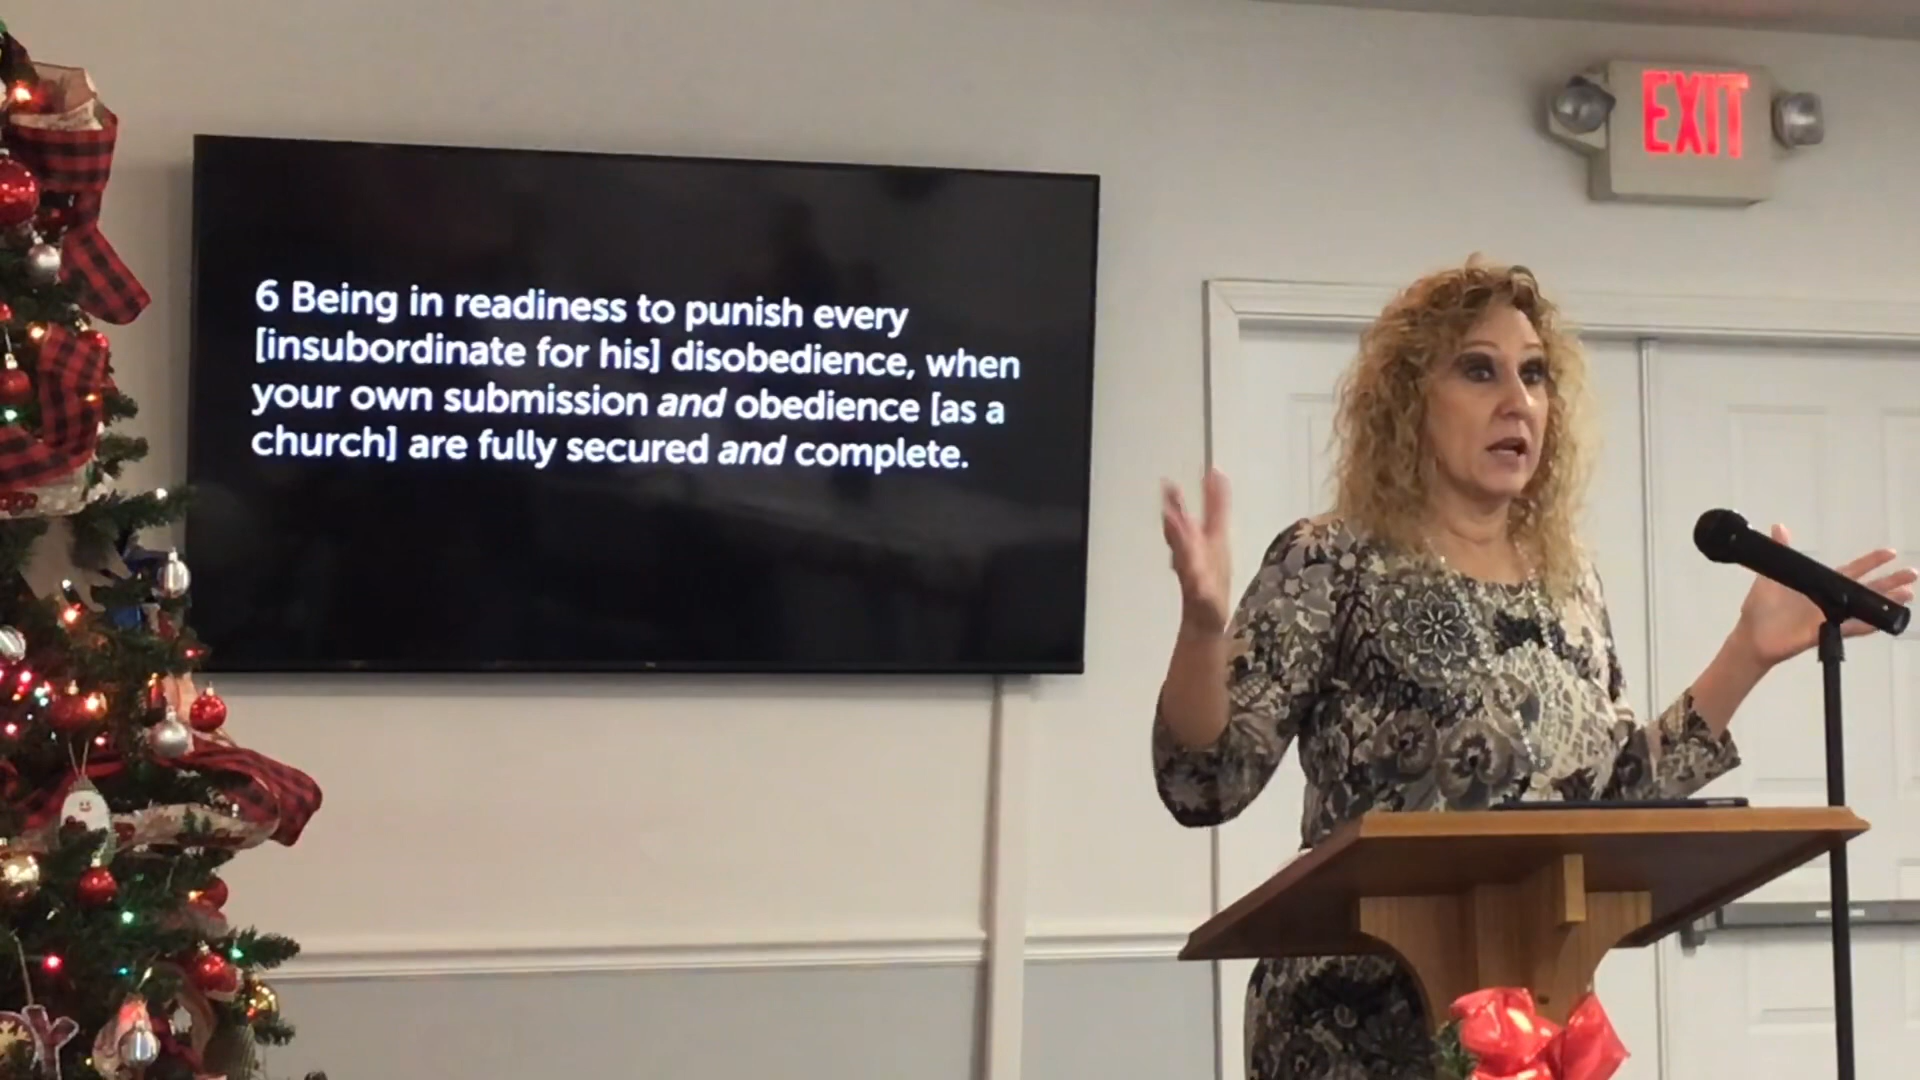 6 Being in readiness to punish every
[insubordinate for his] disobedience, when
your own submission and obedience [as a
church] are fully secured and complete.
EXIT